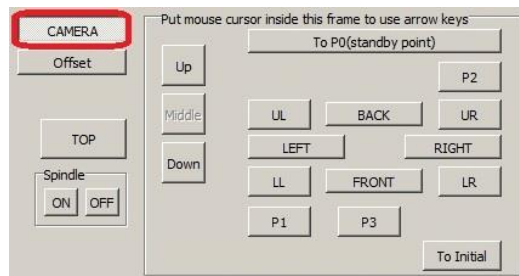 CAMERA
Offset
TOP
Spindle
ON OFF
Put mouse cursor inside this frame to use arrow keys
To P0(standby point)
Up
P2
Middle
UL BACK UR
LEFT RIGHT
Down
LL FRONT LR
P1 P3
To Initial